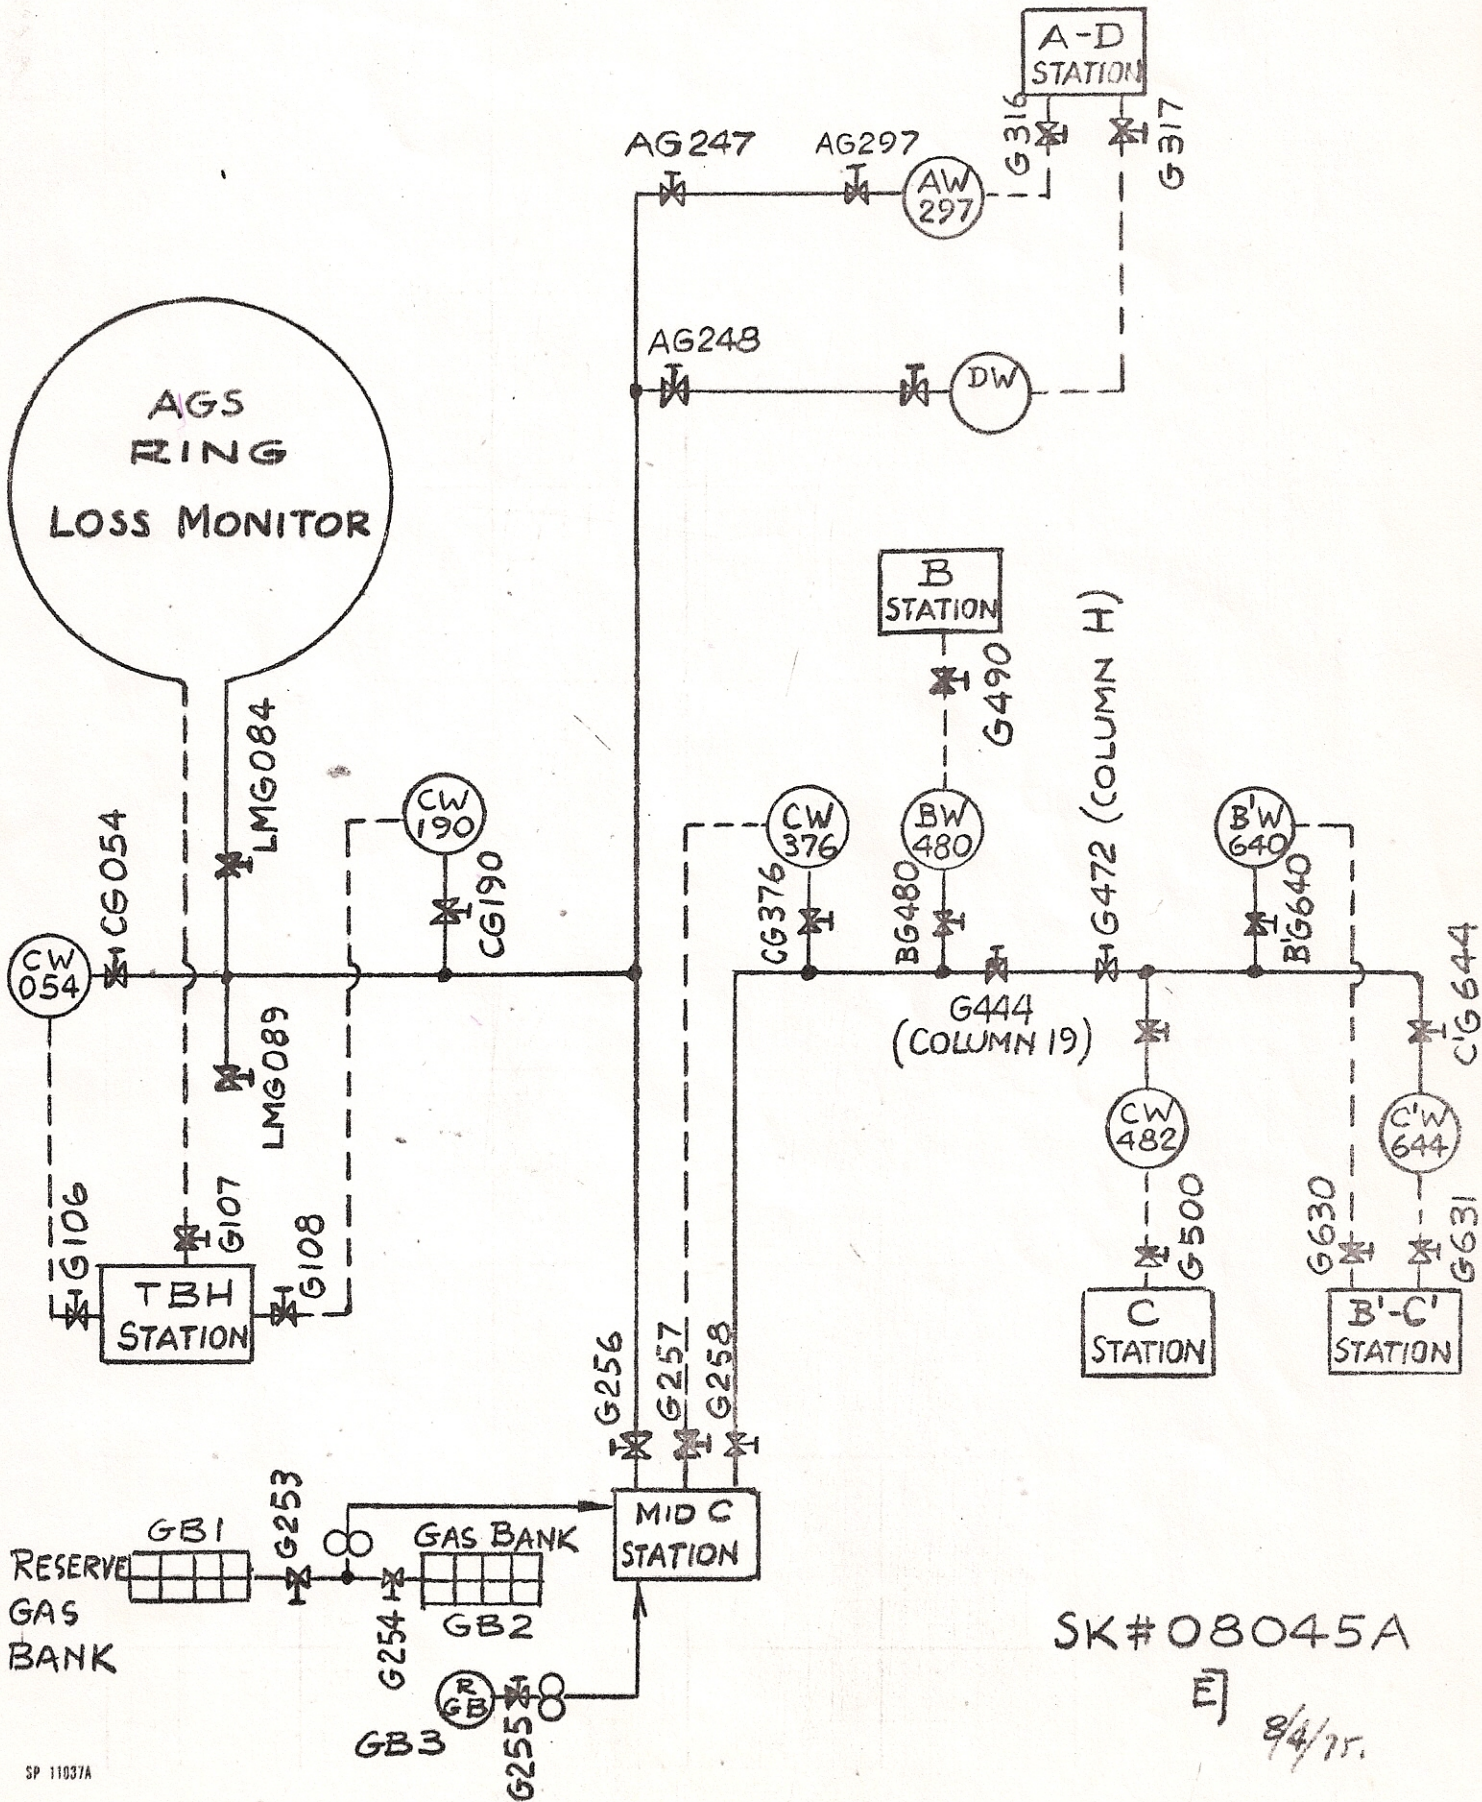 A-D
STATION
G316
G317
AG247
AG297
AW
297
AG248
DW
AGS
RING
LOSS MONITOR
B
STATION
G490
G472 (COLUMN H)
LMG084
CG054
CW
190
CG190
CW
376
CG376
BW
480
BG480
B'W
640
B'G640
C'G644
CW
054
LMG089
G444
(COLUMN 19)
CW
482
C'W
644
G106
G107
G108
G500
G630
G631
TBH
STATION
C
STATION
B'-C'
STATION
G256
G257
G258
MID C
STATION
GB1
G253
GAS BANK
RESERVE
GAS
BANK
G254
GB2
R
GB
GB3
G255
SK#08045A
EJ
8/4/75.
SP 11037A